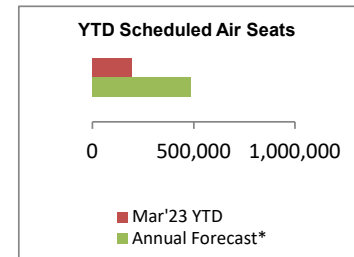 YTD Scheduled Air Seats
0 500,000 1,000,000
Mar'23 YTD
Annual Forecast*